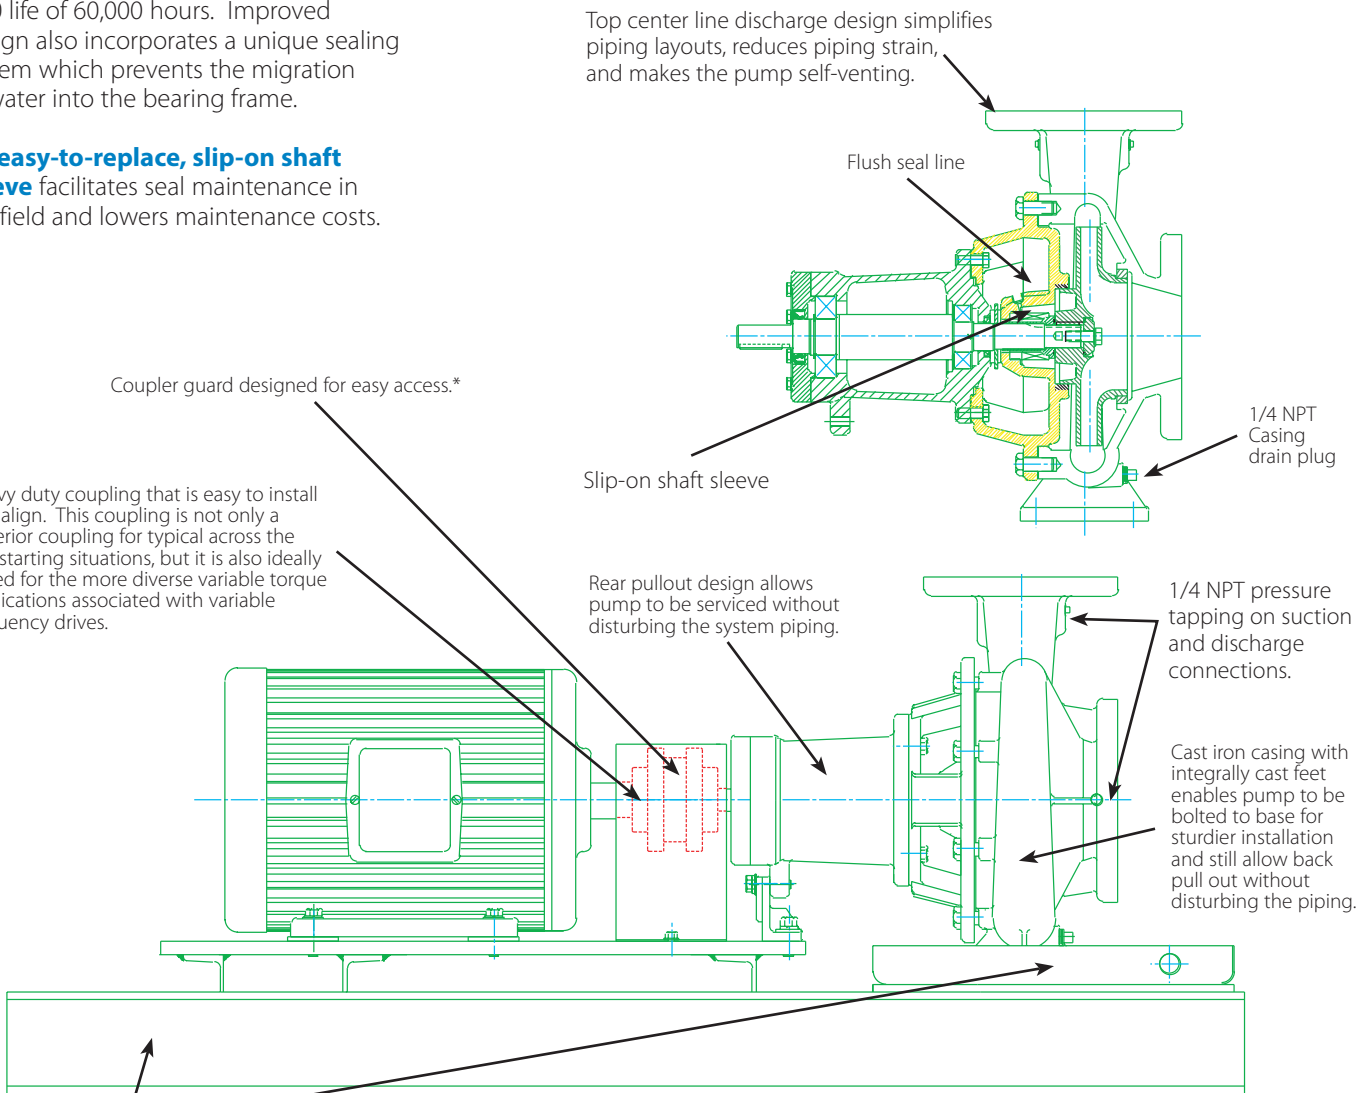 life of 60,000 hours. Improved
gn also incorporates a unique sealing
em which prevents the migration
water into the bearing frame.
easy-to-replace, slip-on shaft
eve facilitates seal maintenance in
field and lowers maintenance costs.
Top center line discharge design simplifies
piping layouts, reduces piping strain,
and makes the pump self-venting.
Flush seal line
Coupler guard designed for easy access.*
1/4 NPT
Casing
drain plug
Slip-on shaft sleeve
vy duty coupling that is easy to install
align. This coupling is not only a
erior coupling for typical across the
starting situations, but it is also ideally
ed for the more diverse variable torque
ications associated with variable
uency drives.
Rear pullout design allows
pump to be serviced without
disturbing the system piping.
1/4 NPT pressure
tapping on suction
and discharge
connections.
Cast iron casing with
integrally cast feet
enables pump to be
bolted to base for
sturdier installation
and still allow back
pull out without
disturbing the piping.